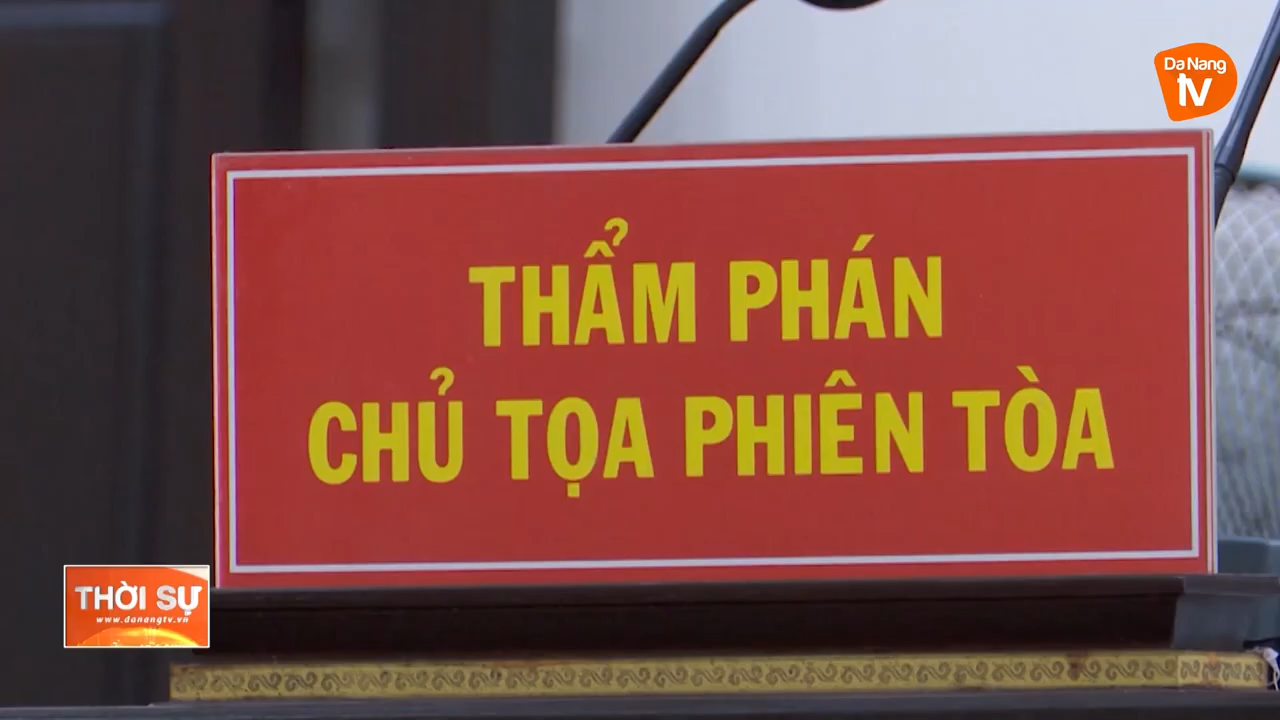 Da Nang
tv
THẨM PHÁN
CHỦ TỌA PHIÊN TÒA
THỜI SỰ
www.danangtv.vn